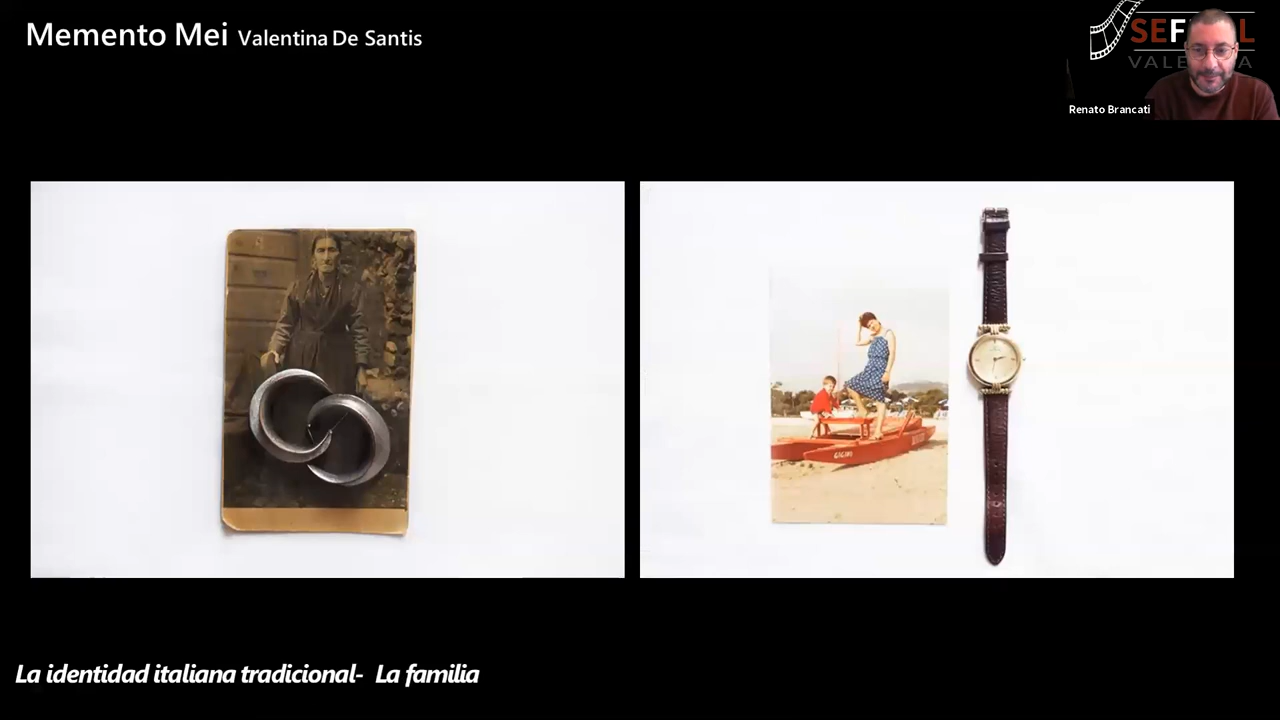 Memento Mei Valentina De Santis
Renato Brancati
La identidad italiana tradicional- La familia